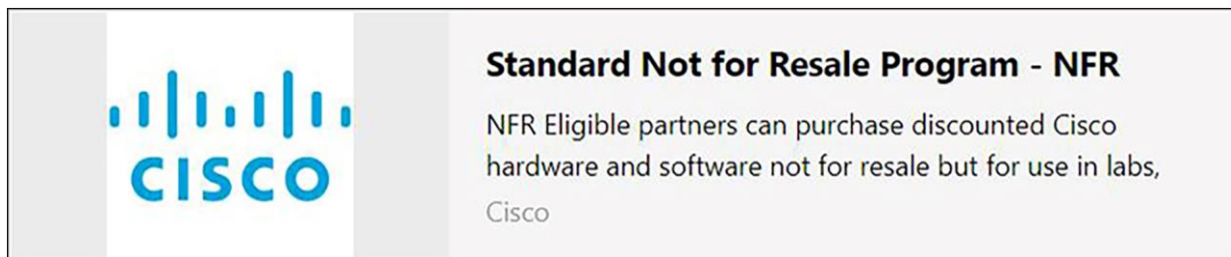 CISCO
Standard Not for Resale Program - NFR
NFR Eligible partners can purchase discounted Cisco
hardware and software not for resale but for use in labs,
Cisco